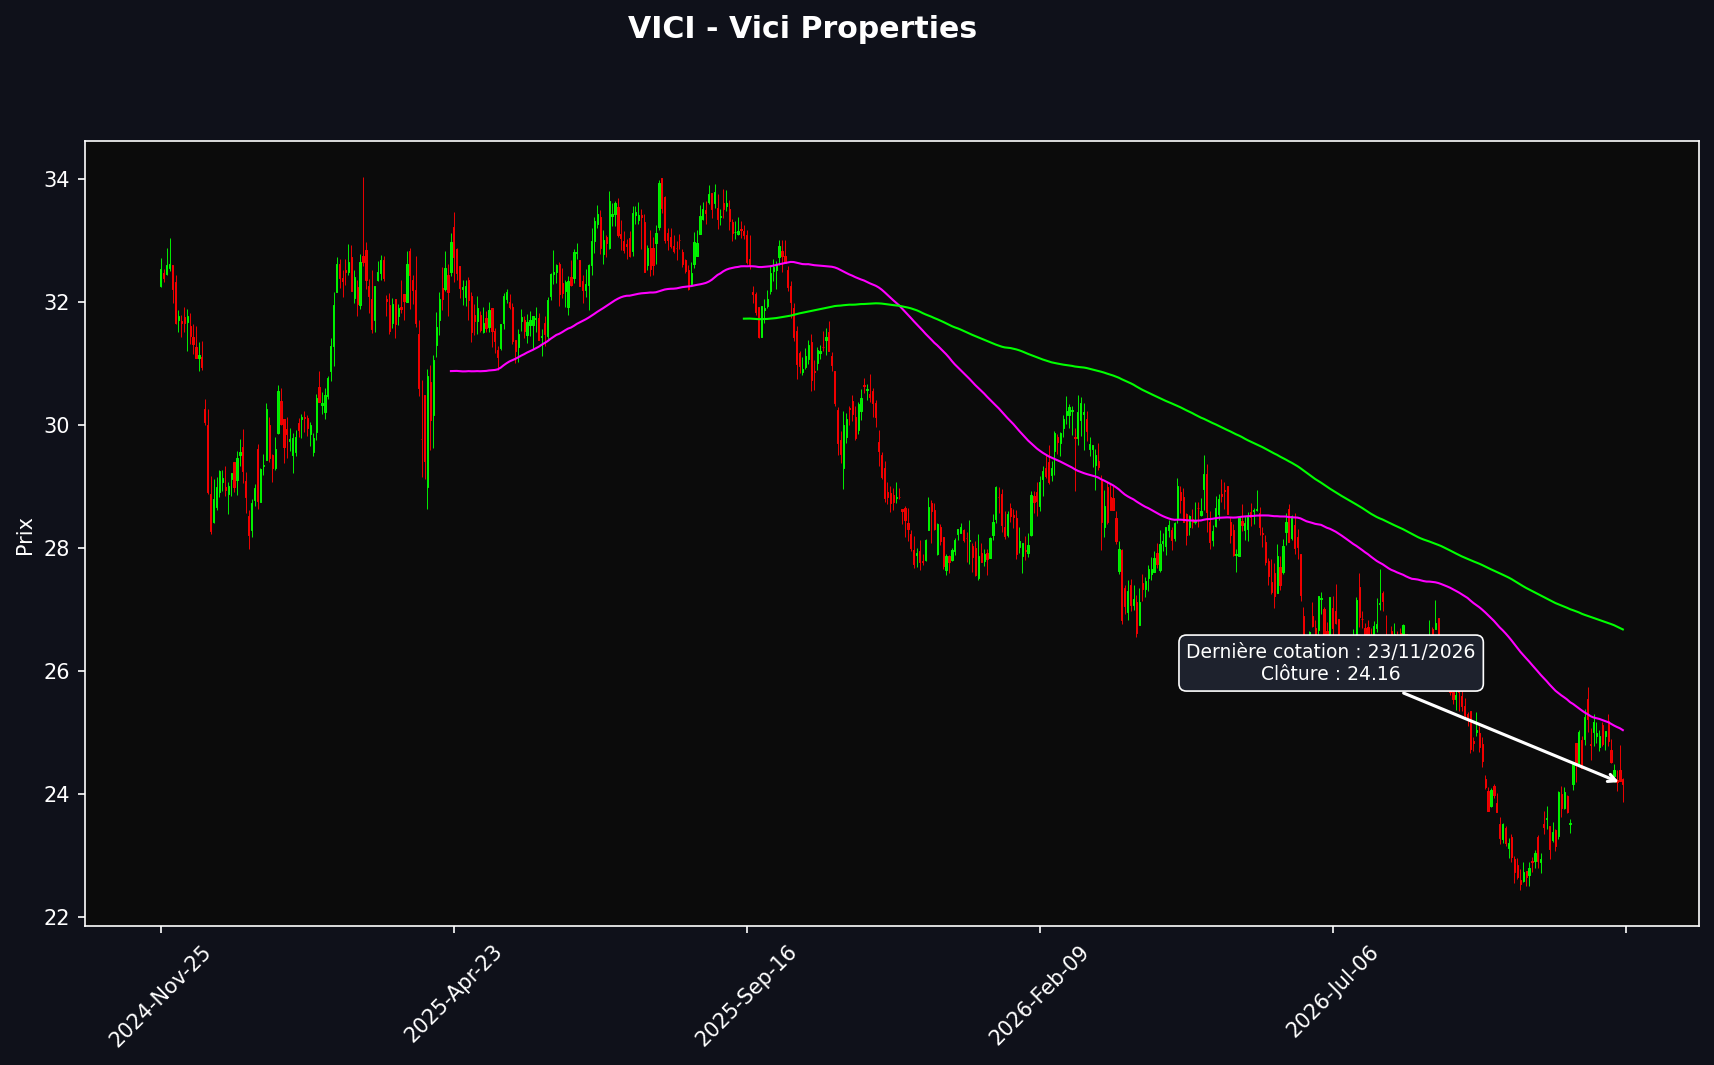 VICI - Vici Properties
Prix
34
32
30
28
26
24
22
Dernière cotation : 23/11/2026
Clôture : 24.16
2024-Nov-25
2025-Apr-23
2025-Sep-16
2026-Feb-09
2026-Jul-06